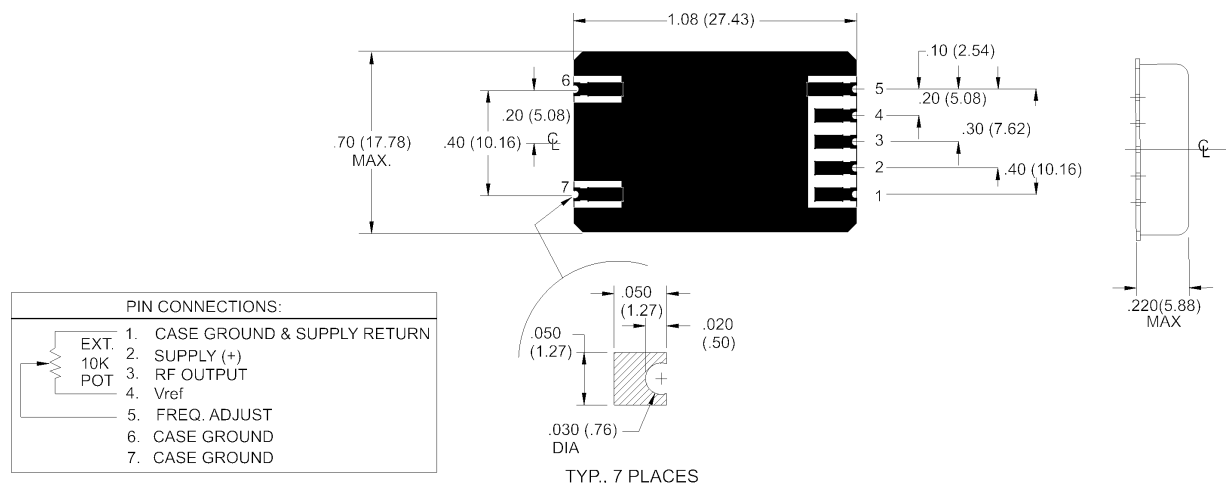 1.08 (27.43)
.10 (2.54)
6
5
.20 (5.08)
.20 (5.08)
4
.30 (7.62)
.70 (17.78)
MAX.
.40 (10.16)
CL
3
CL
2
.40 (10.16)
7
1
.050
(1.27)
.020
(.50)
.050
(1.27)
.030 (.76)
DIA
TYP., 7 PLACES
.220(5.88)
MAX
PIN CONNECTIONS:
EXT.
10K
POT
1. CASE GROUND & SUPPLY RETURN
2. SUPPLY (+)
3. RF OUTPUT
4. Vref
5. FREQ. ADJUST
6. CASE GROUND
7. CASE GROUND